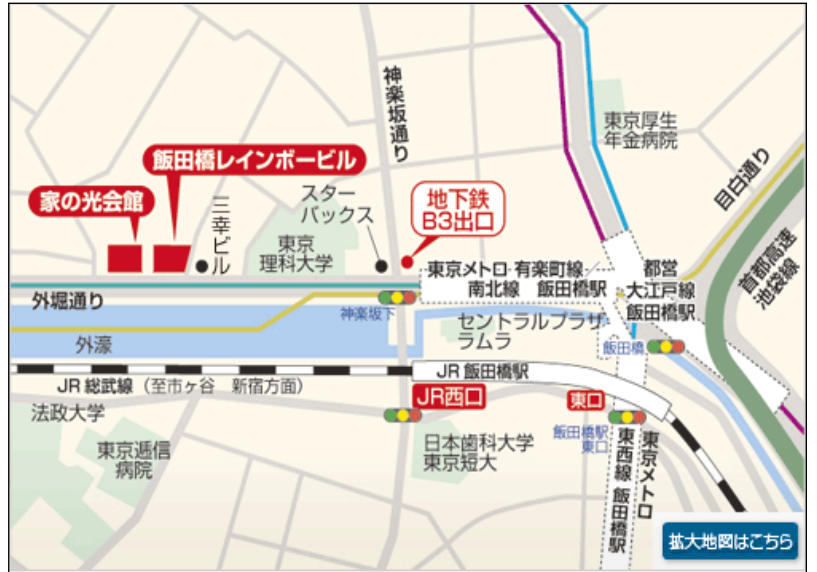 神楽坂通り
東京厚生
年金病院
目白通り
飯田橋レインボービル
家の光会館
三幸ビル
スター
バックス
地下鉄
B3出口
東京
理科大学
首都高速
池袋線
東京メトロ 有楽町線
南北線 飯田橋駅
都営
大江戸線
飯田橋駅
外堀通り
神楽坂下
セントラルプラザ
ラムラ
飯田橋
外濠
JR 飯田橋駅
JR 総武線（至市ヶ谷 新宿方面）
JR西口
東口
法政大学
飯田橋駅
東口
東京逓信
病院
日本歯科大学
東京短大
東京メトロ
東西線 飯田橋駅
拡大地図はこちら